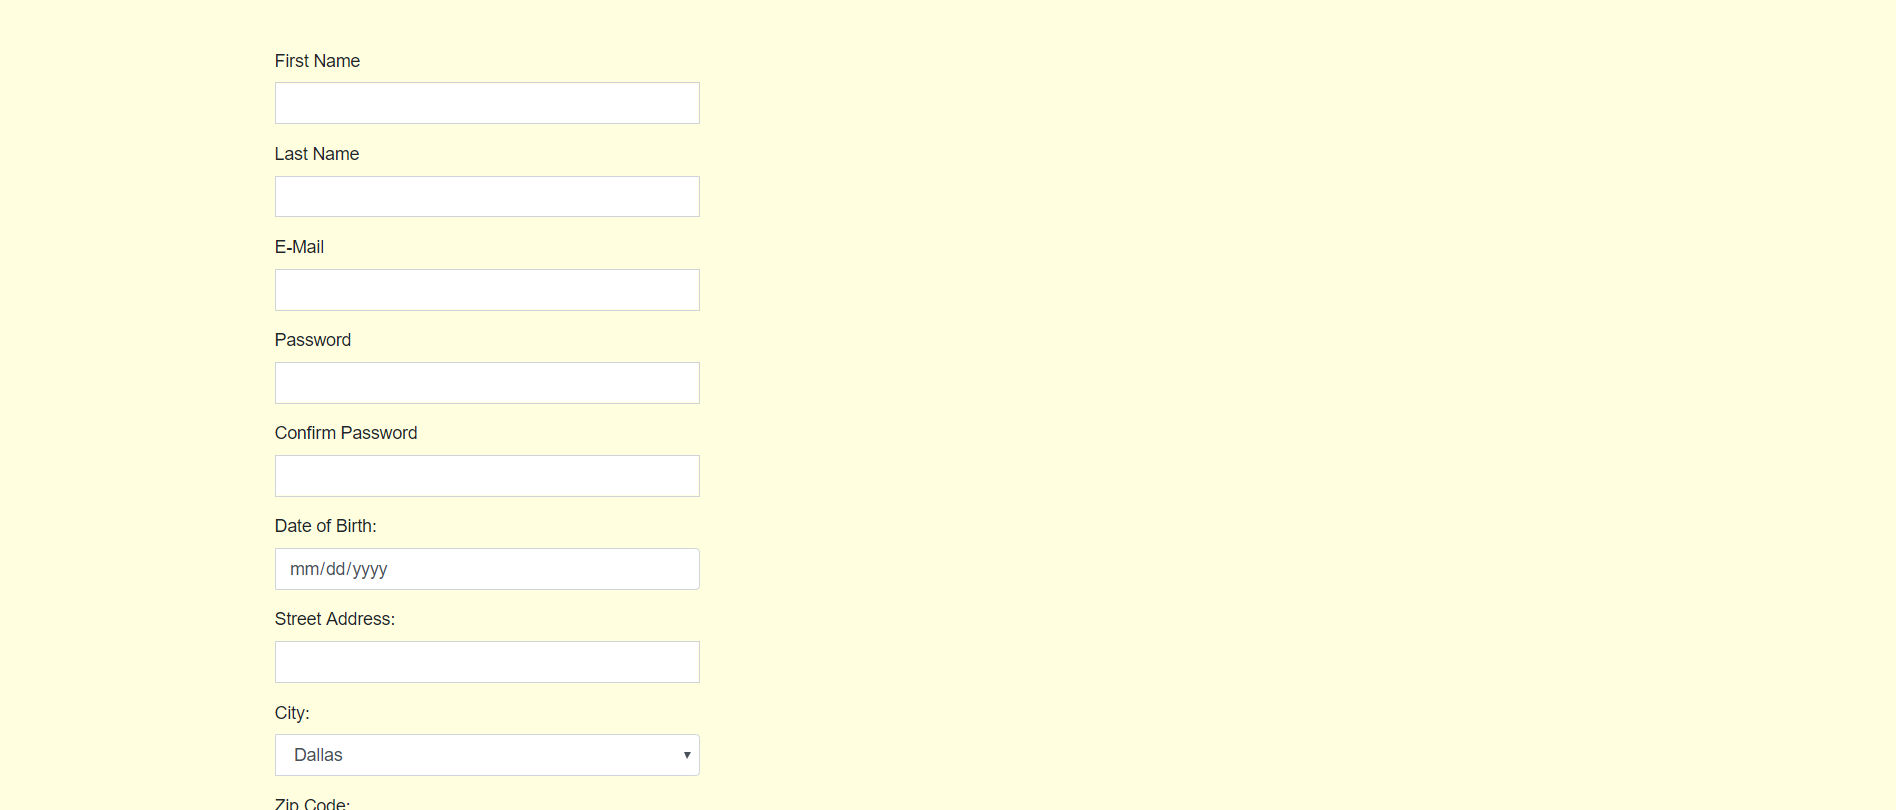 First Name
Last Name
E-Mail
Password
Confirm Password
Date of Birth:
mm/dd/yyyy
Street Address:
City:
Dallas
Zip Code: